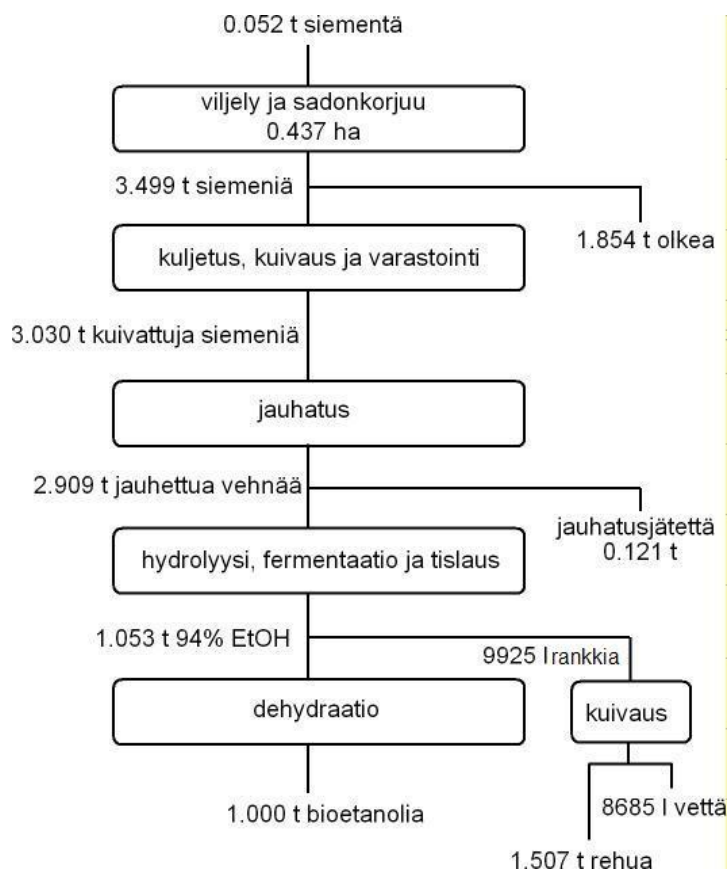 0.052 t siementä
viljely ja sadonkorjuu
0.437 ha
3.499 t siemeniä
1.854 t olkea
kuljetus, kuivaus ja varastointi
3.030 t kuivattuja siemeniä
jauhatus
2.909 t jauhettua vehnää
jauhatusjätettä
0.121 t
hydrolyysi, fermentaatio ja tislaus
1.053 t 94% EtOH
9925 l rankkia
dehydraatio
kuivaus
1.000 t bioetanolia
8685 l vettä
1.507 t rehua